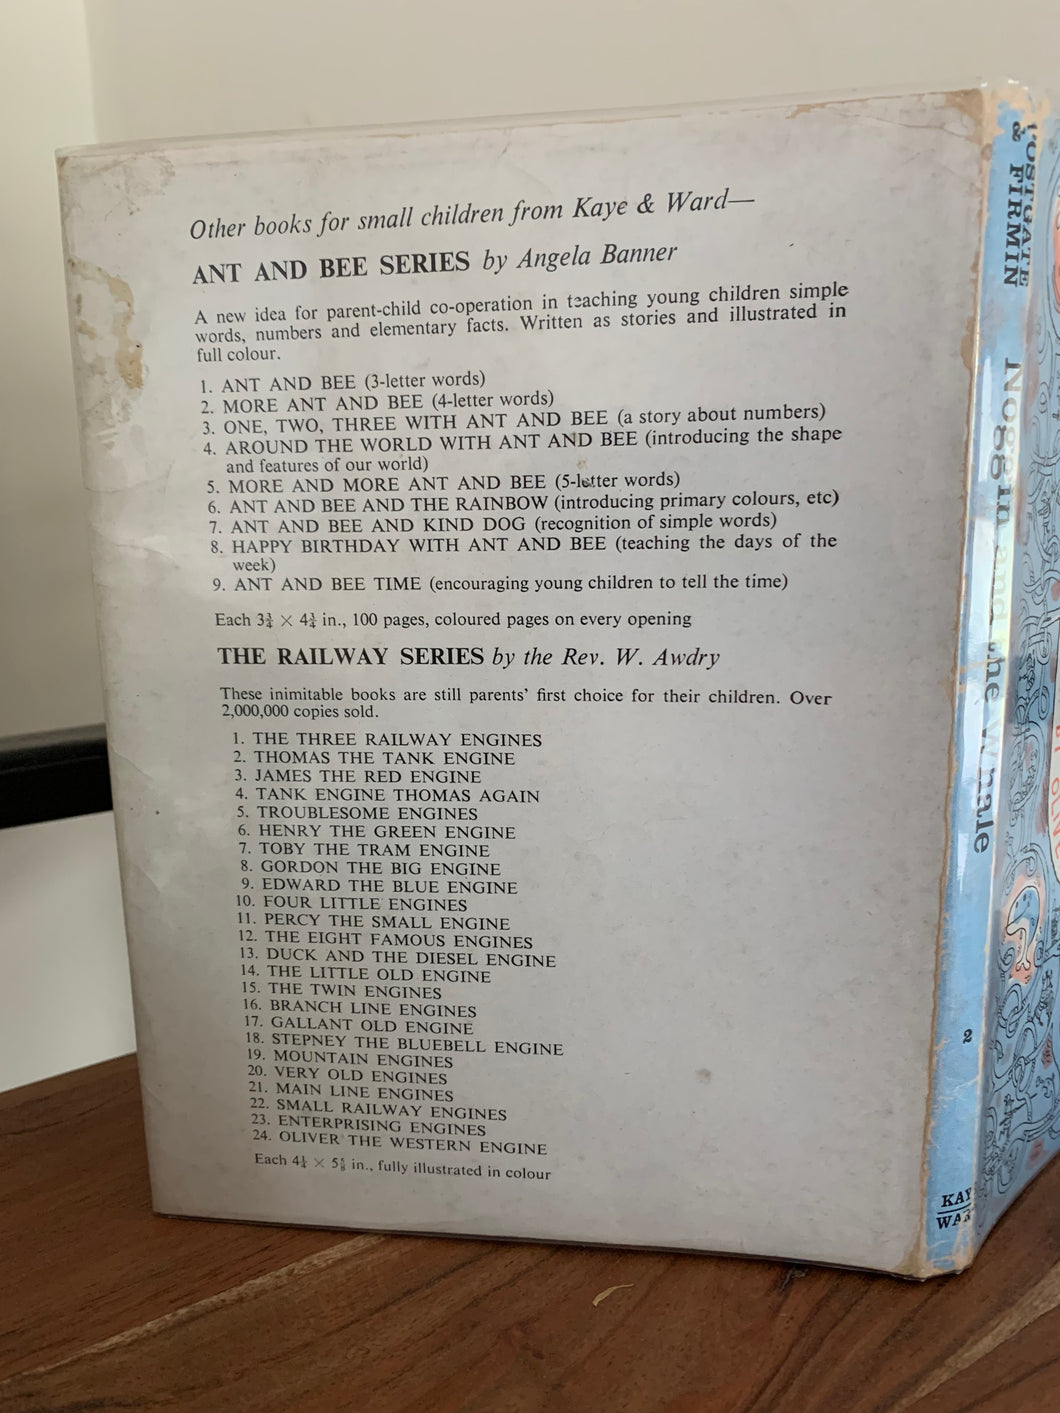 Other books for small children from Kaye & Ward—
ANT AND BEE SERIES by Angela Banner
A new idea for parent-child co-operation in teaching young children simple
words, numbers and elementary facts. Written as stories and illustrated in
full colour.
1. ANT AND BEE (3-letter words)
2. MORE ANT AND BEE (4-letter words)
3. ONE, TWO, THREE WITH ANT AND BEE (a story about numbers)
4. AROUND THE WORLD WITH ANT AND BEE (introducing the shape
and features of our world)
5. MORE AND MORE ANT AND BEE (5-letter words)
6. ANT AND BEE AND THE RAINBOW (introducing primary colours, etc)
7. ANT AND BEE AND KIND DOG (recognition of simple words)
8. HAPPY BIRTHDAY WITH ANT AND BEE (teaching the days of the
week)
9. ANT AND BEE TIME (encouraging young children to tell the time)
Each 3¾ × 4¾ in., 100 pages, coloured pages on every opening
THE RAILWAY SERIES by the Rev. W. Awdry
These inimitable books are still parents' first choice for their children. Over
2,000,000 copies sold.
1. THE THREE RAILWAY ENGINES
2. THOMAS THE TANK ENGINE
3. JAMES THE RED ENGINE
4. TANK ENGINE THOMAS AGAIN
5. TROUBLESOME ENGINES
6. HENRY THE GREEN ENGINE
7. TOBY THE TRAM ENGINE
8. GORDON THE BIG ENGINE
9. EDWARD THE BLUE ENGINE
10. FOUR LITTLE ENGINES
11. PERCY THE SMALL ENGINE
12. THE EIGHT FAMOUS ENGINES
13. DUCK AND THE DIESEL ENGINE
14. THE LITTLE OLD ENGINE
15. THE TWIN ENGINES
16. BRANCH LINE ENGINES
17. GALLANT OLD ENGINE
18. STEPNEY THE BLUEBELL ENGINE
19. MOUNTAIN ENGINES
20. VERY OLD ENGINES
21. MAIN LINE ENGINES
22. SMALL RAILWAY ENGINES
23. ENTERPRISING ENGINES
24. OLIVER THE WESTERN ENGINE
Each 4¼ × 5⅝ in., fully illustrated in colour
POSTGATE
& FIRMIN
Noggin and the Whale
2
KAY
WAR